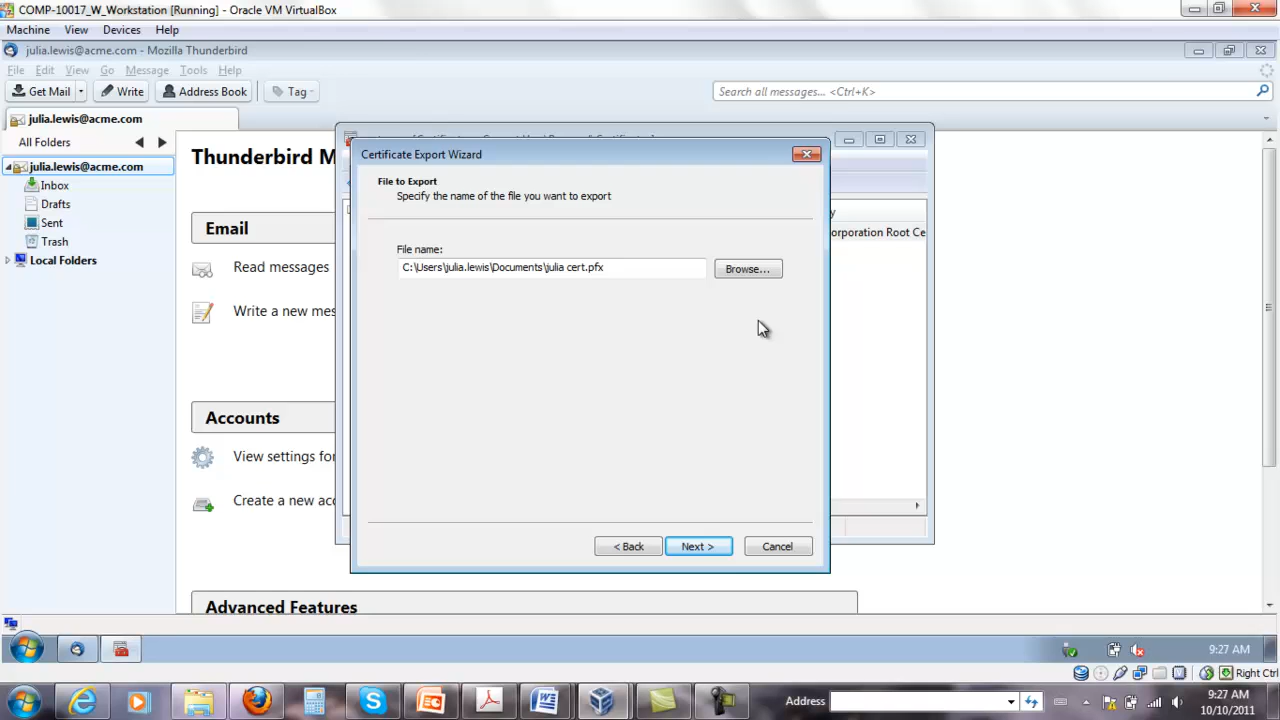 COMP-10017_W_Workstation [Running] - Oracle VM VirtualBox
Machine View Devices Help
julia.lewis@acme.com - Mozilla Thunderbird
File Edit View Go Message Tools Help
Get Mail Write Address Book Tag Search all messages... <Ctrl+K>
julia.lewis@acme.com
All Folders
julia.lewis@acme.com
Inbox
Drafts
Sent
Trash
Local Folders
Thunderbird M
Email
Read messages
Write a new mes
Accounts
View settings for
Create a new acc
Advanced Features
Certificate Export Wizard
File to Export
Specify the name of the file you want to export
File name:
C:\Users\julia.lewis\Documents\julia cert.pfx Browse...
< Back Next > Cancel
y
orporation Root Ce
9:27 AM
Right Ctrl
Address
9:27 AM
10/10/2011